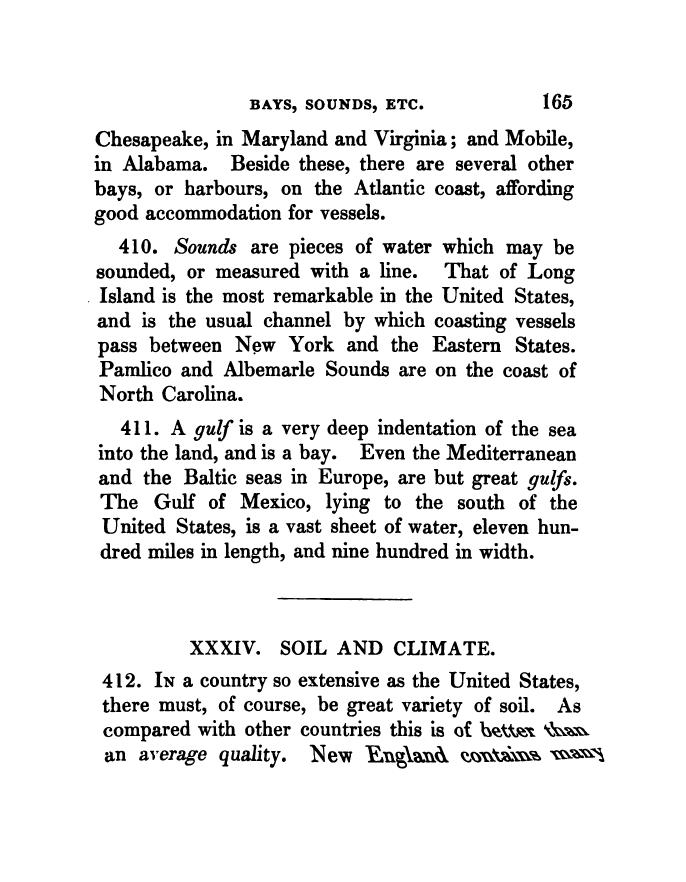 BAYS, SOUNDS, ETC. 165
Chesapeake, in Maryland and Virginia; and Mobile,
in Alabama. Beside these, there are several other
bays, or harbours, on the Atlantic coast, affording
good accommodation for vessels.
410. Sounds are pieces of water which may be
sounded, or measured with a line. That of Long
Island is the most remarkable in the United States,
and is the usual channel by which coasting vessels
pass between New York and the Eastern States.
Pamlico and Albemarle Sounds are on the coast of
North Carolina.
411. A gulf is a very deep indentation of the sea
into the land, and is a bay. Even the Mediterranean
and the Baltic seas in Europe, are but great gulfs.
The Gulf of Mexico, lying to the south of the
United States, is a vast sheet of water, eleven hun-
dred miles in length, and nine hundred in width.
XXXIV. SOIL AND CLIMATE.
412. IN a country so extensive as the United States,
there must, of course, be great variety of soil. As
compared with other countries this is of better than
an average quality. New England contains many